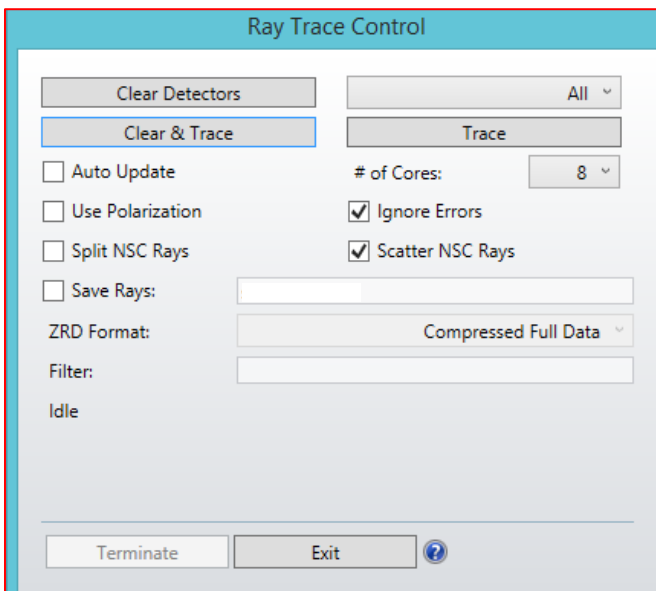 Ray Trace Control
Clear Detectors All
Clear & Trace Trace
Auto Update # of Cores: 8
Use Polarization Ignore Errors
Split NSC Rays Scatter NSC Rays
Save Rays:
ZRD Format: Compressed Full Data
Filter:
Idle
Terminate Exit ?